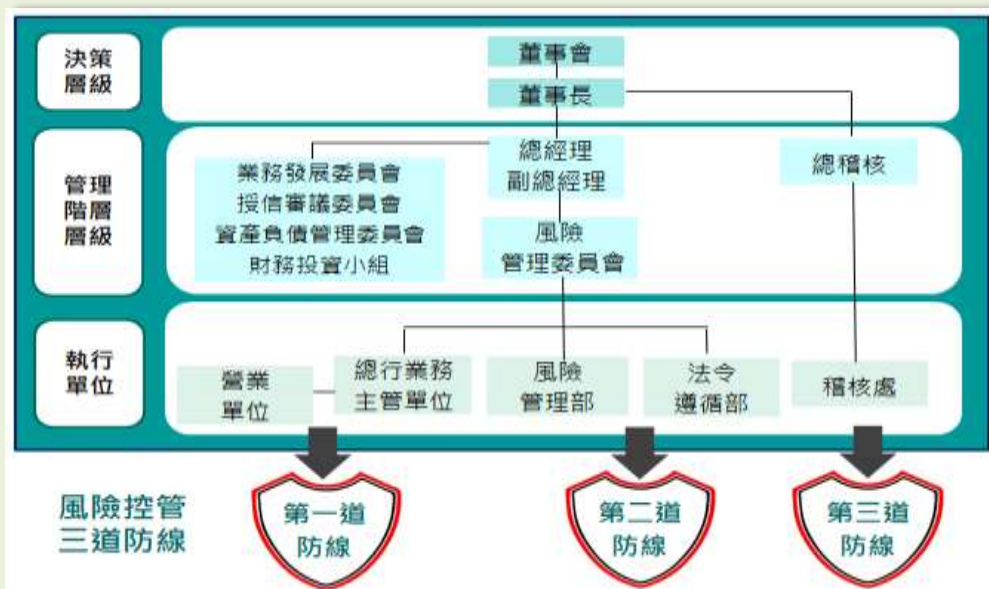 決策
層級
董事會
董事長
管理
階層
層級
業務發展委員會
授信審議委員會
資產負債管理委員會
財務投資小組
總經理
副總經理
總稽核
風險
管理委員會
執行
單位
營業
單位
總行業務
主管單位
風險
管理部
法令
遵循部
稽核處
風險控管
三道防線
第一道
防線
第二道
防線
第三道
防線